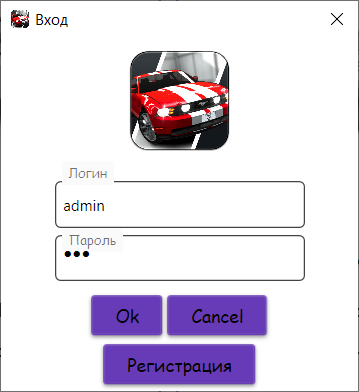 Вход
Логин
admin
Пароль
●●●
Ok Cancel
Регистрация